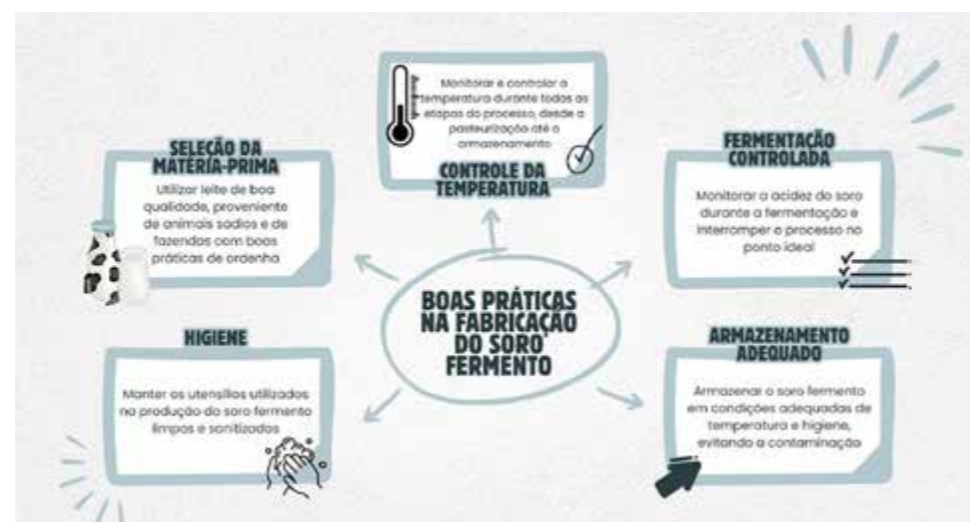 Monitorar e controlar a
temperatura durante todas as
etapas do processo, desde a
pasteurização até o
armazenamento
CONTROLE DA
TEMPERATURA
SELEÇÃO DA
MATÉRIA-PRIMA
Utilizar leite de boa
qualidade, proveniente
de animais sadios e de
fazendas com boas
práticas de ordenha
FERMENTAÇÃO
CONTROLADA
Monitorar a acidez do soro
durante a fermentação e
interromper o processo no
ponto ideal
BOAS PRÁTICAS
NA FABRICAÇÃO
DO SORO
FERMENTO
HIGIENE
Manter os utensílios utilizados
na produção do soro fermento
limpos e sanitizados
ARMAZENAMENTO
ADEQUADO
Armazenar o soro fermento
em condições adequadas de
temperatura e higiene,
evitando a contaminação